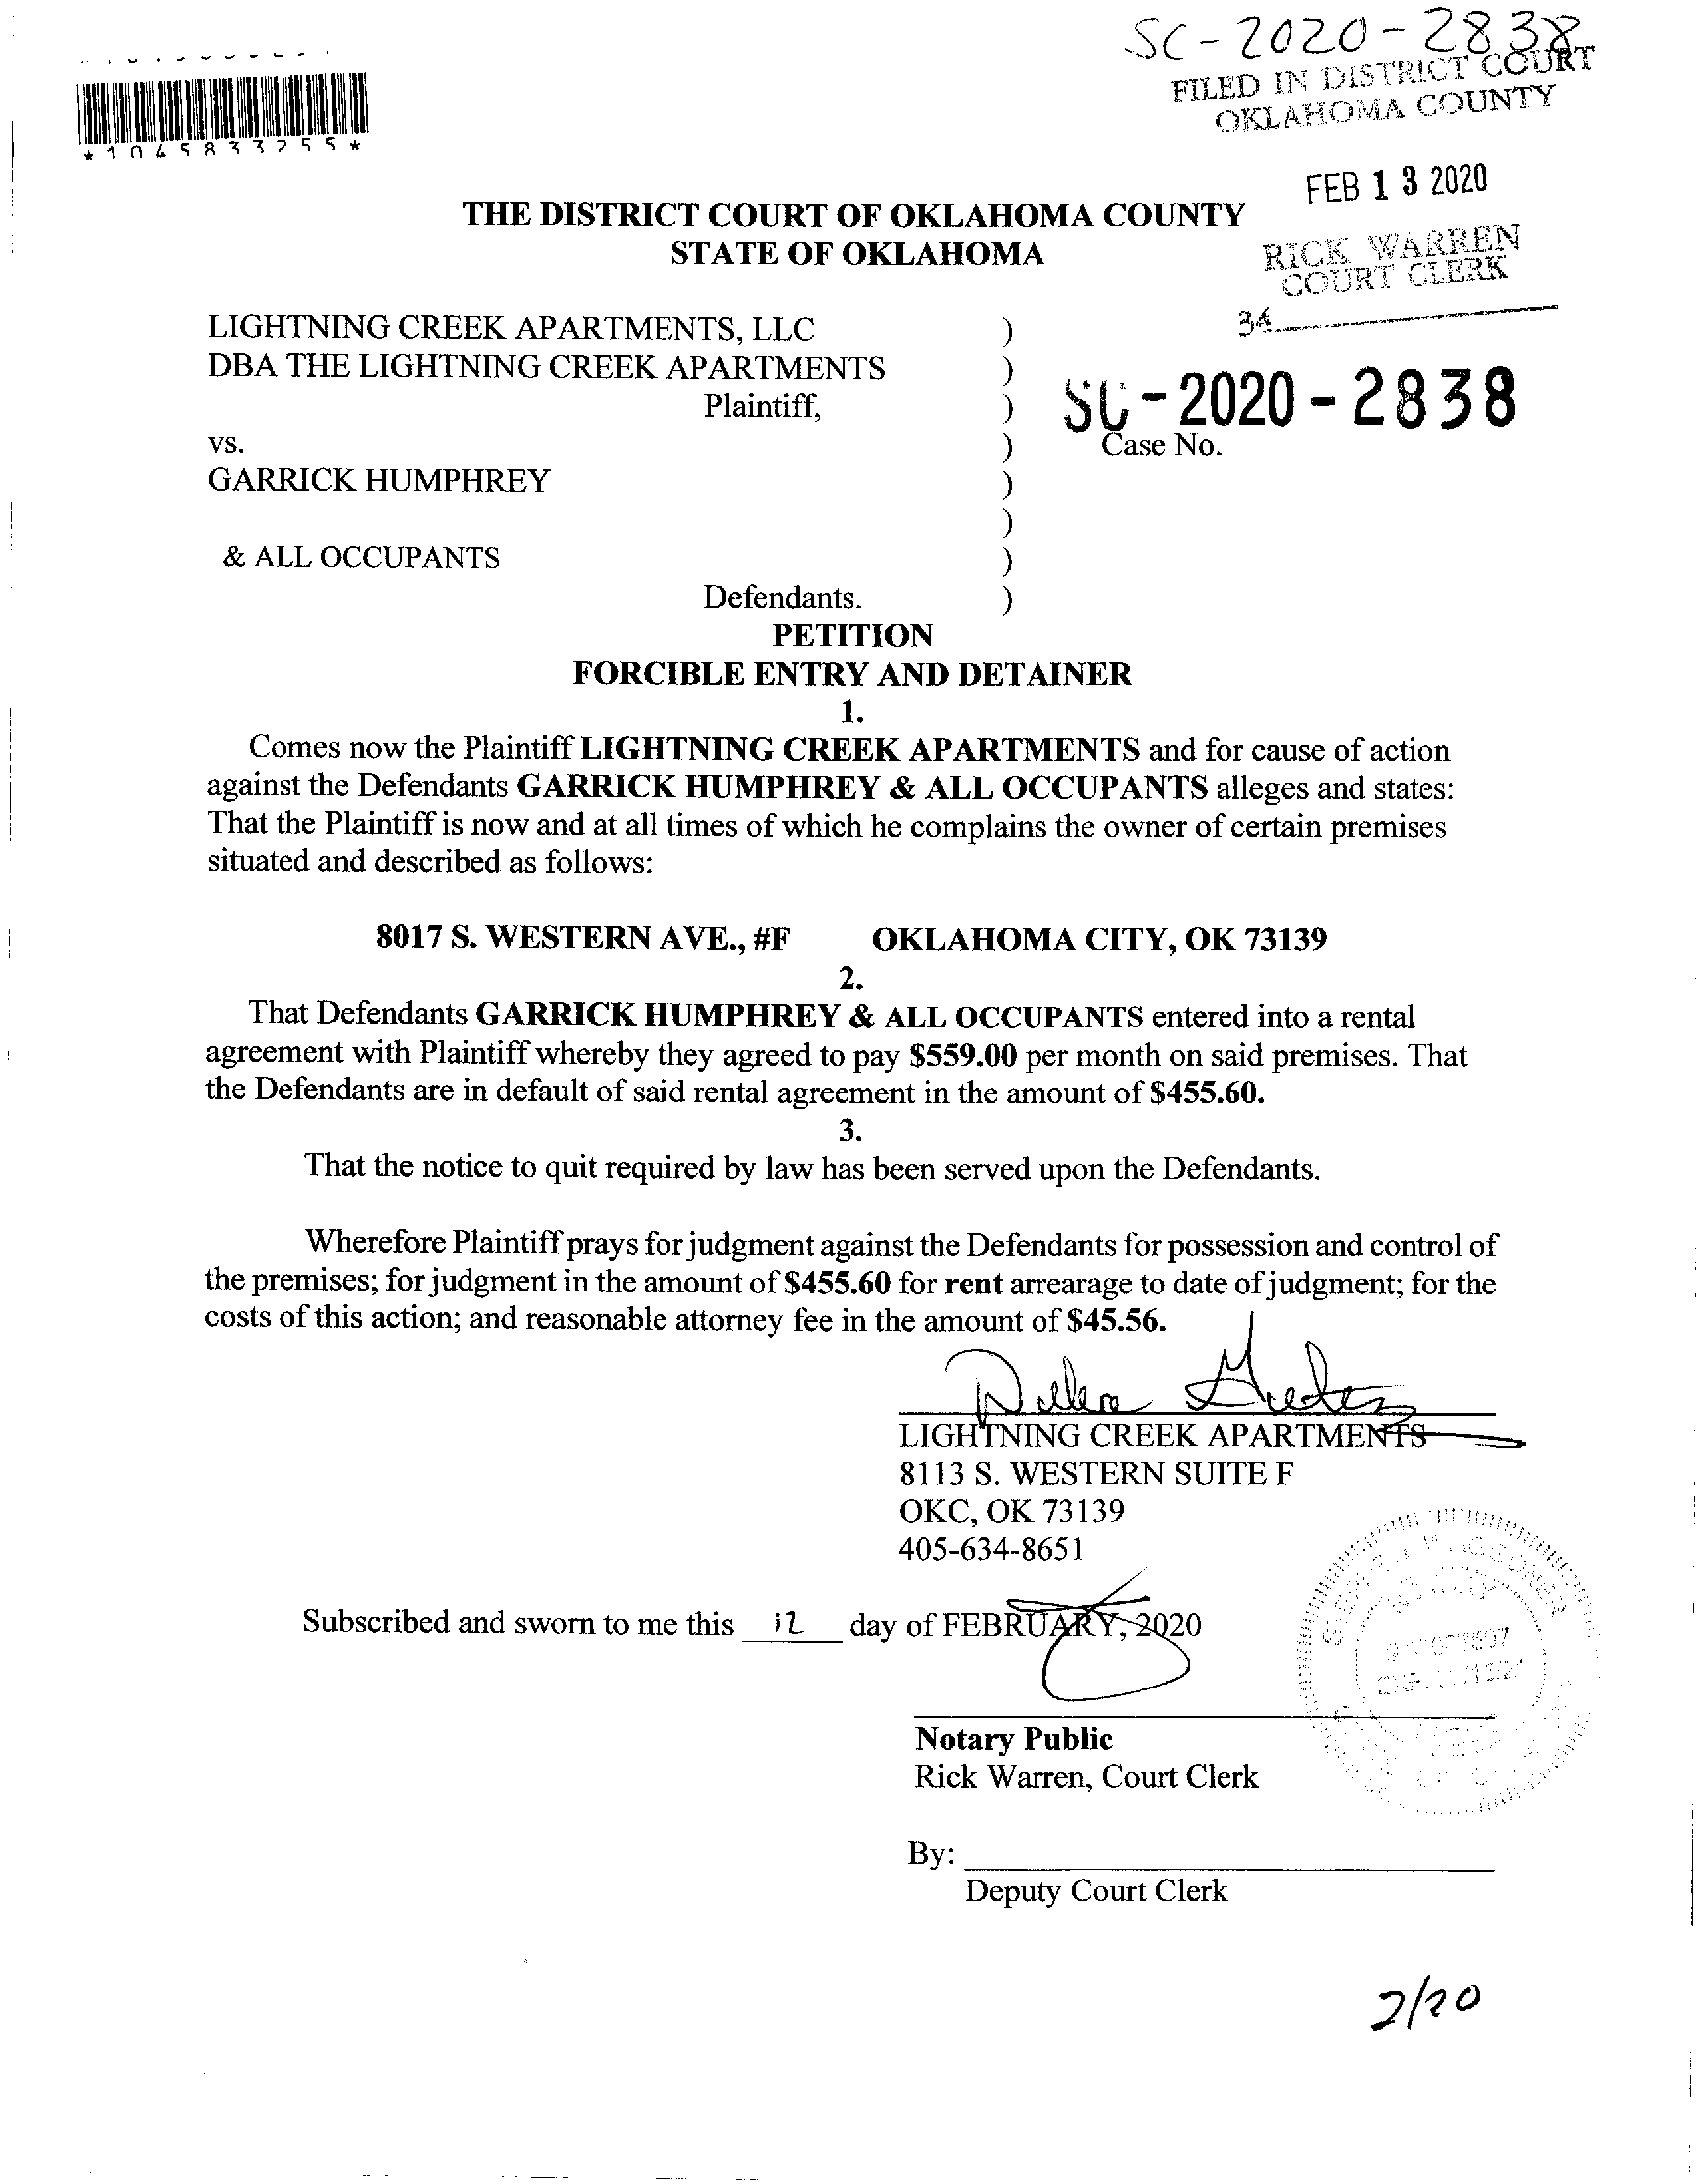 SC-2020-2838
FILED IN DISTRICT COURT
OKLAHOMA COUNTY
*1045833255*
FEB 13 2020
THE DISTRICT COURT OF OKLAHOMA COUNTY
STATE OF OKLAHOMA
RICK WARREN
COURT CLERK
34
LIGHTNING CREEK APARTMENTS, LLC )
DBA THE LIGHTNING CREEK APARTMENTS )
Plaintiff, ) SC-2020-2838
vs. ) Case No.
GARRICK HUMPHREY )
)
& ALL OCCUPANTS )
Defendants. )
PETITION
FORCIBLE ENTRY AND DETAINER
1.
Comes now the Plaintiff LIGHTNING CREEK APARTMENTS and for cause of action
against the Defendants GARRICK HUMPHREY & ALL OCCUPANTS alleges and states:
That the Plaintiff is now and at all times of which he complains the owner of certain premises
situated and described as follows:
8017 S. WESTERN AVE., #F OKLAHOMA CITY, OK 73139
2.
That Defendants GARRICK HUMPHREY & ALL OCCUPANTS entered into a rental
agreement with Plaintiff whereby they agreed to pay $559.00 per month on said premises. That
the Defendants are in default of said rental agreement in the amount of $455.60.
3.
That the notice to quit required by law has been served upon the Defendants.
Wherefore Plaintiff prays for judgment against the Defendants for possession and control of
the premises; for judgment in the amount of $455.60 for rent arrearage to date of judgment; for the
costs of this action; and reasonable attorney fee in the amount of $45.56.
LIGHTNING CREEK APARTMENTS
8113 S. WESTERN SUITE F
OKC, OK 73139
405-634-8651
Subscribed and sworn to me this 12 day of FEBRUARY, 2020
Notary Public
Rick Warren, Court Clerk
By:
Deputy Court Clerk
2/20